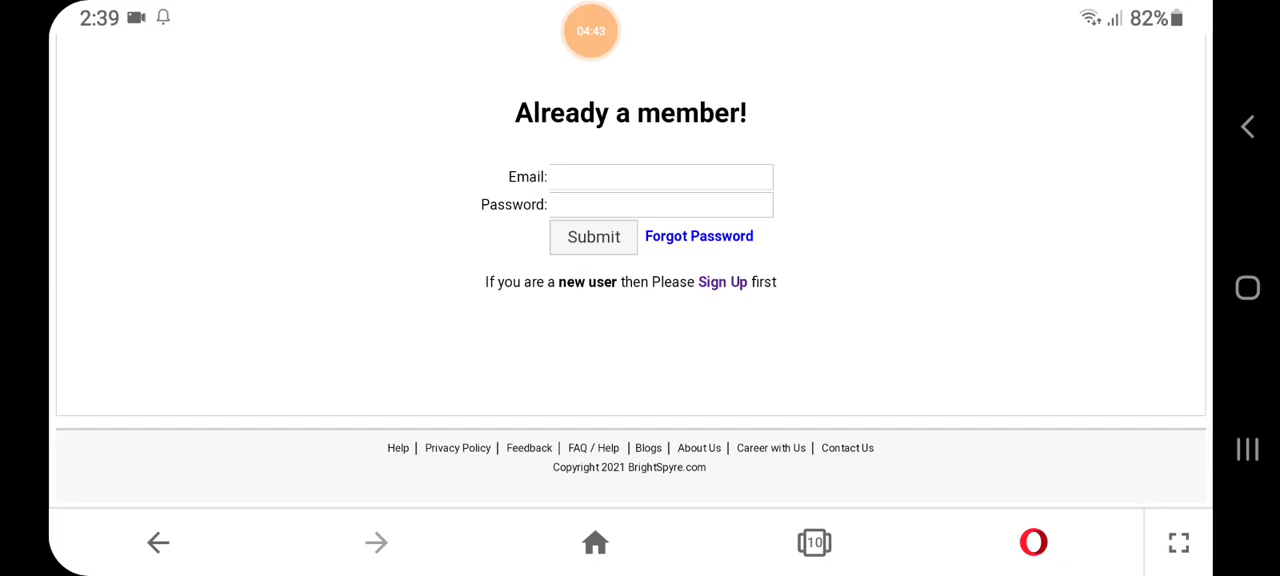 2:39
04:43
82%
Already a member!
Email:
Password:
Submit Forgot Password
If you are a new user then Please Sign Up first
Help | Privacy Policy | Feedback | FAQ / Help | Blogs | About Us | Career with Us | Contact Us
Copyright 2021 BrightSpyre.com
10